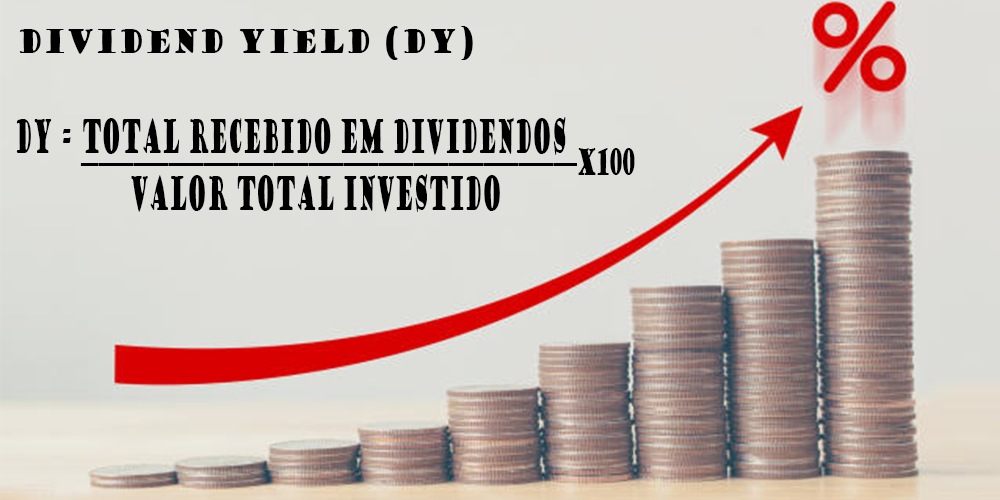 DIVIDEND YIELD (DY)
DY = TOTAL RECEBIDO EM DIVIDENDOS
X100
VALOR TOTAL INVESTIDO
%